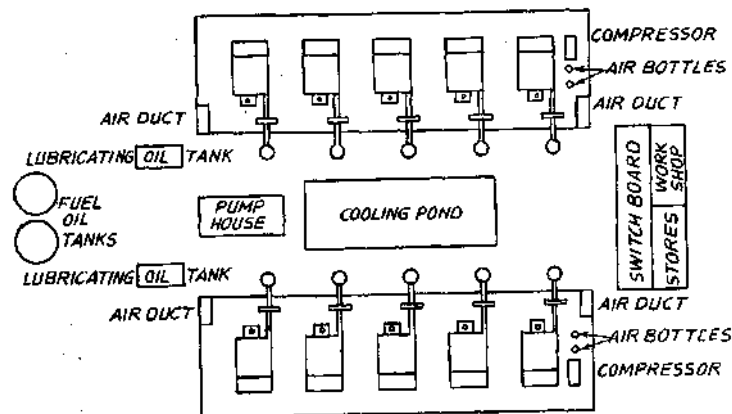 COMPRESSOR
AIR BOTTLES
AIR DUCT
AIR DUCT
LUBRICATING OIL TANK
FUEL
OIL
TANKS
PUMP
HOUSE
COOLING POND
SWITCH BOARD
WORK
SHOP
STORES
LUBRICATING OIL TANK
AIR DUCT
AIR DUCT
AIR BOTTLES
COMPRESSOR